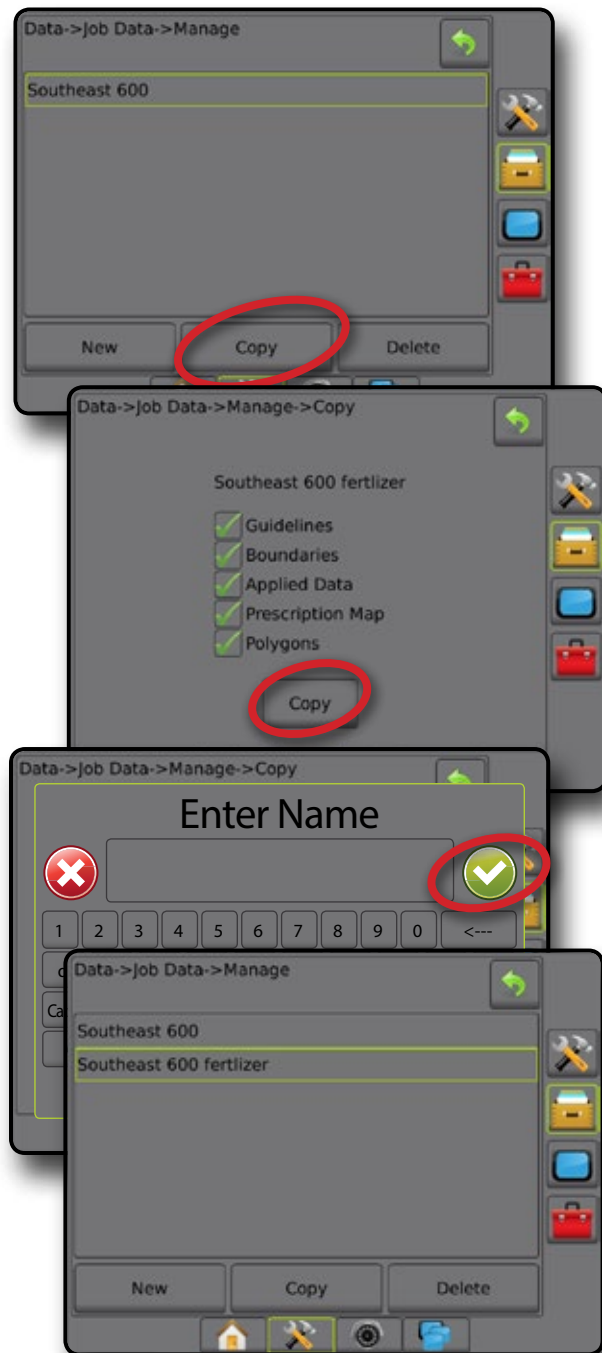 Data->Job Data->Manage
Southeast 600
New Copy Delete
Data->Job Data->Manage->Copy
Southeast 600 fertlizer
Guidelines
Boundaries
Applied Data
Prescription Map
Polygons
Copy
Data->Job Data->Manage->Copy
Enter Name
1 2 3 4 5 6 7 8 9 0 <---
Data->Job Data->Manage
Southeast 600
Southeast 600 fertlizer
New Copy Delete